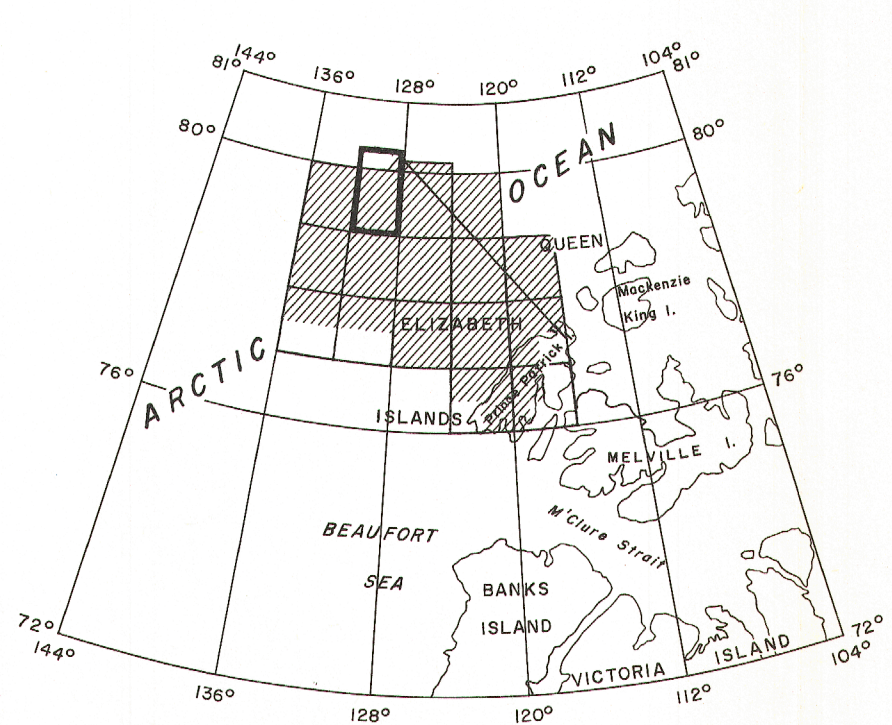 144° 136° 128° 120° 112° 104°
81° 81°
80° 80°
OCEAN
QUEEN
Mackenzie
King I.
ELIZABETH
Prince Patrick I.
ARCTIC
76° 76°
ISLANDS
MELVILLE I.
M'Clure Strait
BEAUFORT
SEA
BANKS
ISLAND
VICTORIA ISLAND
72° 72°
144° 136° 128° 120° 112° 104°